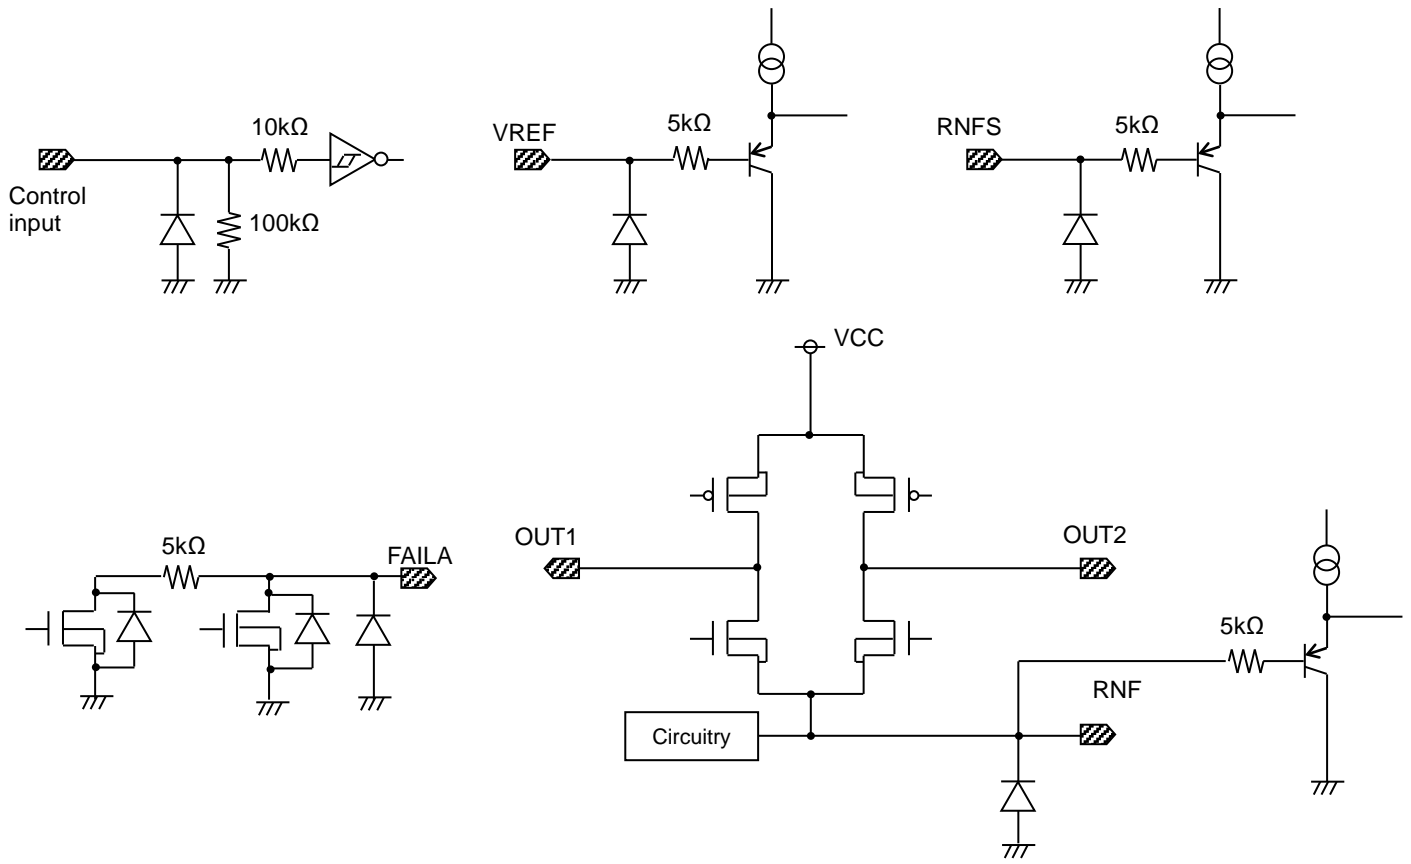 10kΩ
Control
input
100kΩ
VREF
5kΩ
RNFS
5kΩ
VCC
5kΩ
FAILA
OUT1
OUT2
5kΩ
RNF
Circuitry